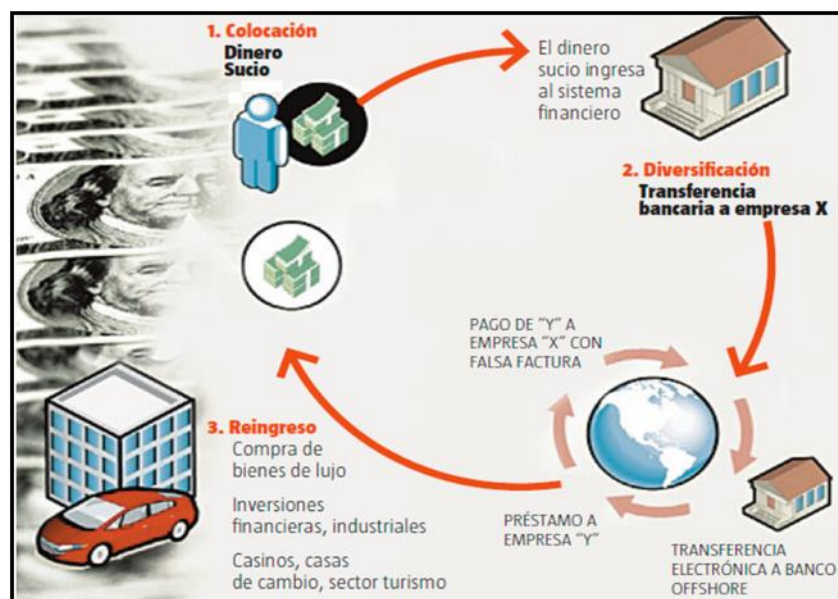 1. Colocación
Dinero
Sucio
El dinero
sucio ingresa
al sistema
financiero
2. Diversificación
Transferencia
bancaria a empresa X
PAGO DE "Y" A
EMPRESA "X" CON
FALSA FACTURA
TRANSFERENCIA
ELECTRÓNICA A BANCO
OFFSHORE
PRÉSTAMO A
EMPRESA "Y"
3. Reingreso
Compra de
bienes de lujo
Inversiones
financieras, industriales
Casinos, casas
de cambio, sector turismo